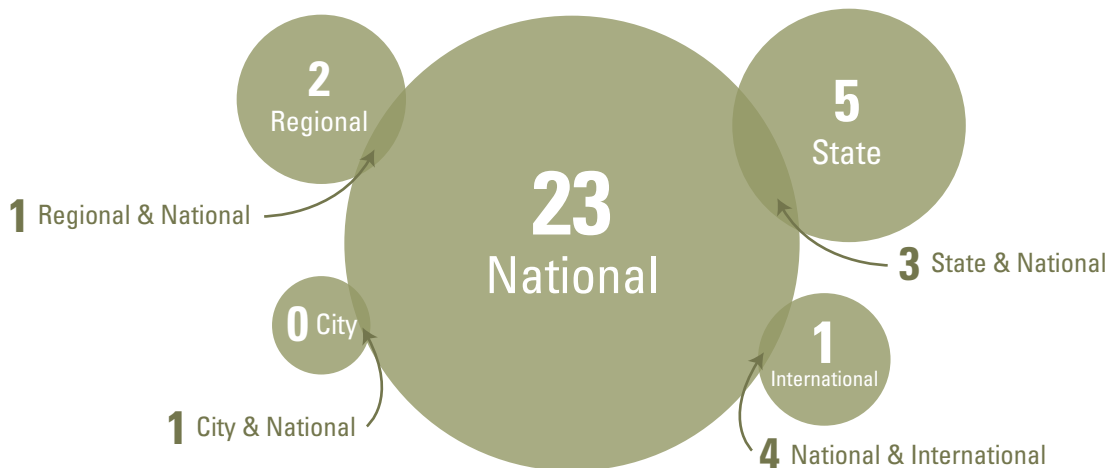 2
Regional
5
State
23
National
1 Regional & National
3 State & National
0 City
1
International
1 City & National
4 National & International